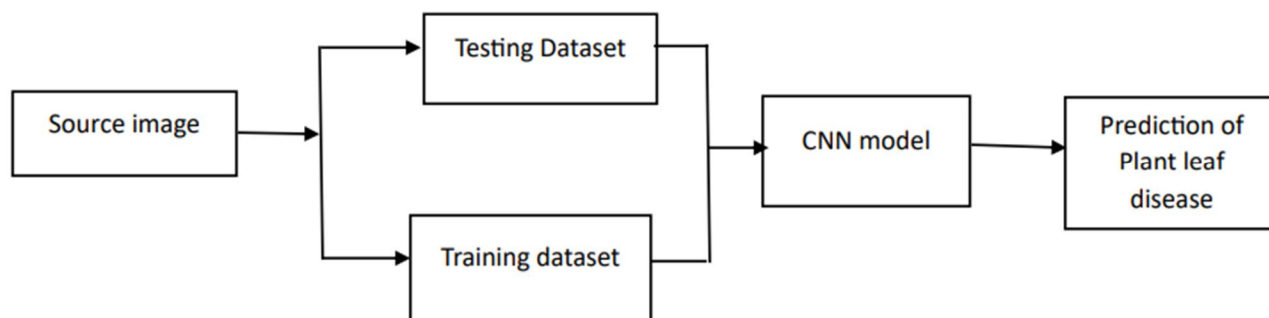 Source image
Testing Dataset
Training dataset
CNN model
Prediction of
Plant leaf
disease